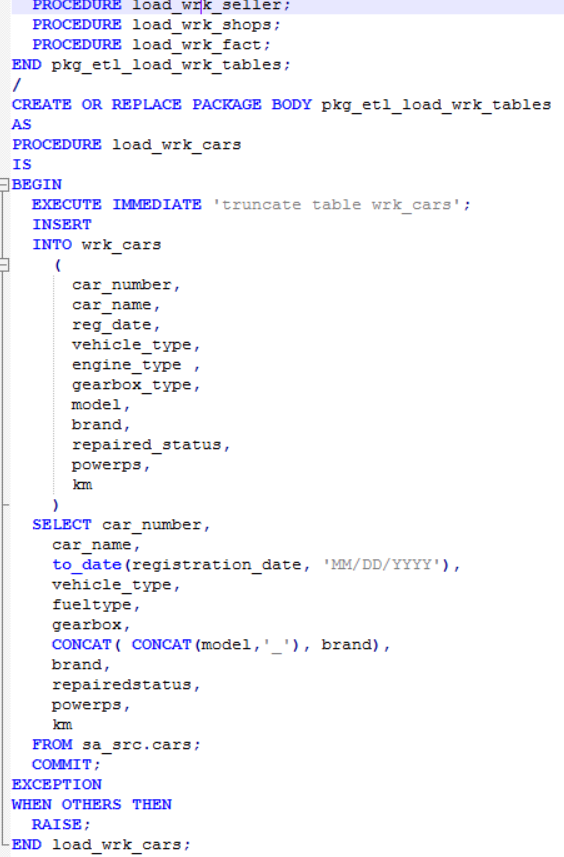 PROCEDURE load_wrk_seller;
PROCEDURE load_wrk_shops;
PROCEDURE load_wrk_fact;
END pkg_etl_load_wrk_tables;
/
CREATE OR REPLACE PACKAGE BODY pkg_etl_load_wrk_tables
AS
PROCEDURE load_wrk_cars
IS
BEGIN
EXECUTE IMMEDIATE 'truncate table wrk_cars';
INSERT
INTO wrk_cars
(
car_number,
car_name,
reg_date,
vehicle_type,
engine_type ,
gearbox_type,
model,
brand,
repaired_status,
powerps,
km
)
SELECT car_number,
car_name,
to_date(registration_date, 'MM/DD/YYYY'),
vehicle_type,
fueltype,
gearbox,
CONCAT( CONCAT(model,'_'), brand),
brand,
repairedstatus,
powerps,
km
FROM sa_src.cars;
COMMIT;
EXCEPTION
WHEN OTHERS THEN
RAISE;
END load_wrk_cars;